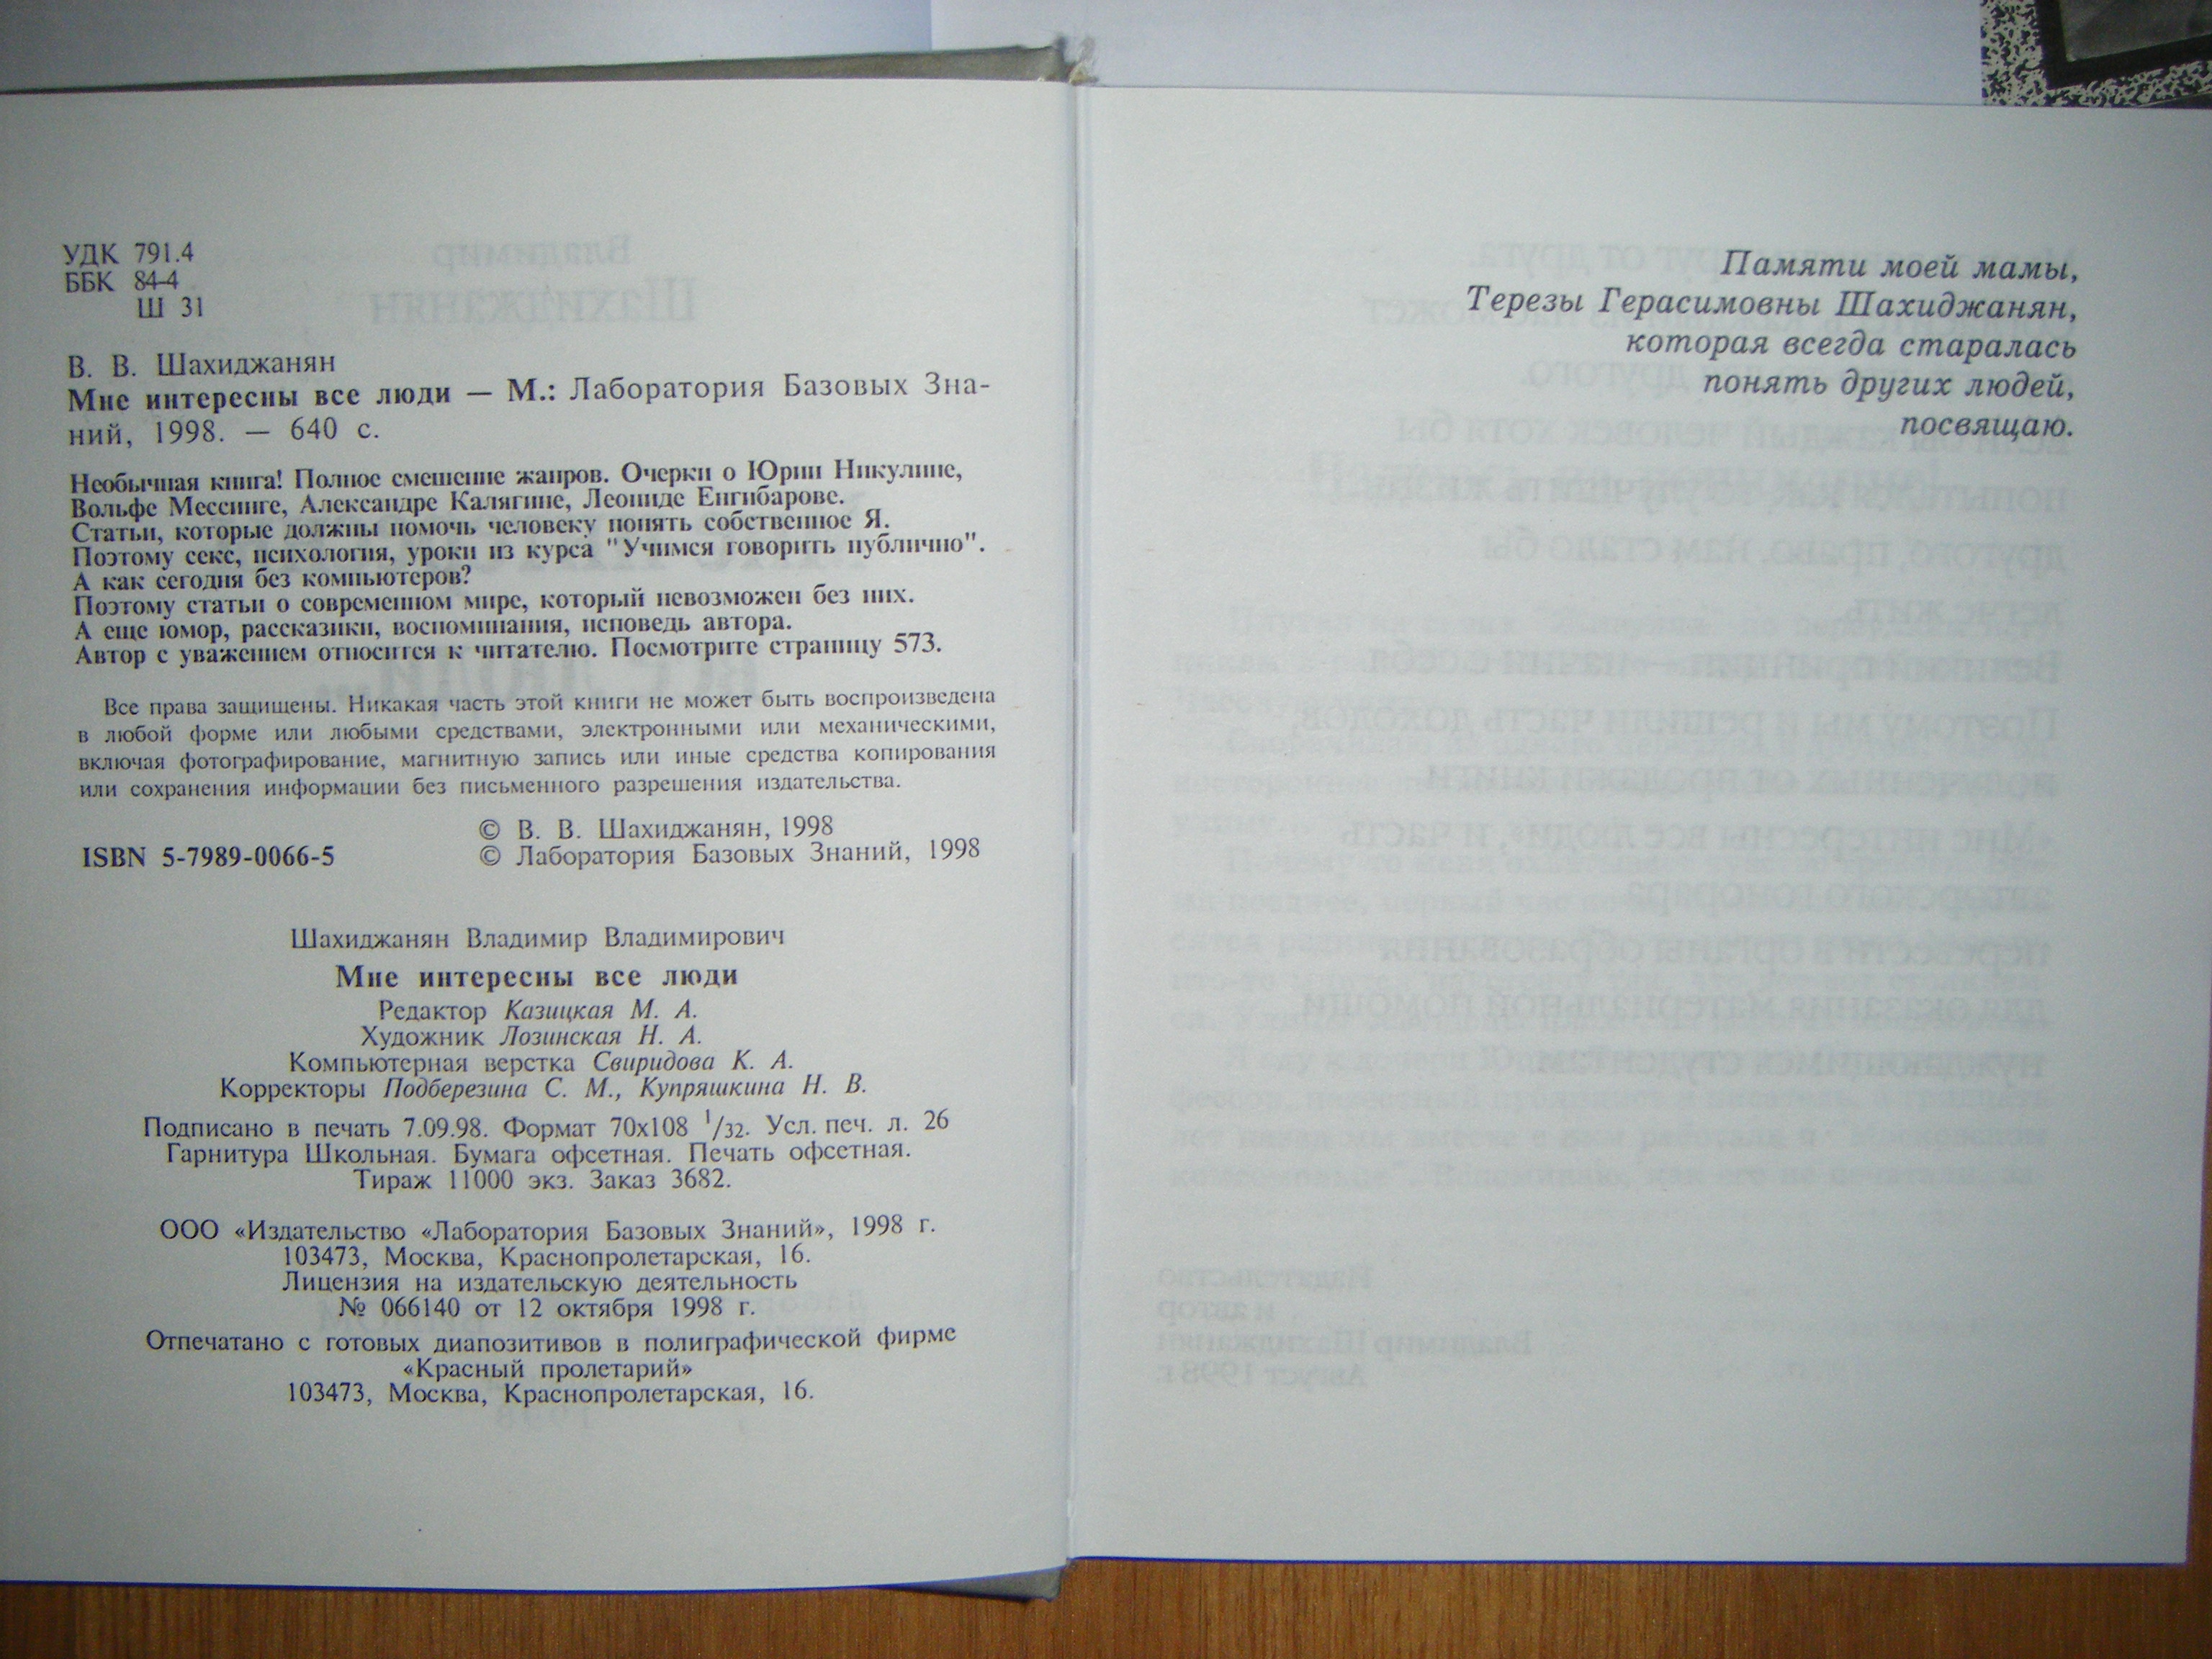 УДК 791.4
ББК 84-4
Ш 31
В. В. Шахиджанян
Мне интересны все люди — М.: Лаборатория Базовых Зна-
ний, 1998. — 640 с.
Необычная книга! Полное смешение жанров. Очерки о Юрии Никулине,
Вольфе Мессинге, Александре Калягине, Леониде Енгибарове.
Статьи, которые должны помочь человеку понять собственное Я.
Поэтому секс, психология, уроки из курса "Учимся говорить публично".
А как сегодня без компьютеров?
Поэтому статьи о современном мире, который невозможен без них.
А еще юмор, рассказики, воспоминания, исповедь автора.
Автор с уважением относится к читателю. Посмотрите страницу 573.
Все права защищены. Никакая часть этой книги не может быть воспроизведена
в любой форме или любыми средствами, электронными или механическими,
включая фотографирование, магнитную запись или иные средства копирования
или сохранения информации без письменного разрешения издательства.
© В. В. Шахиджанян, 1998
ISBN 5-7989-0066-5 © Лаборатория Базовых Знаний, 1998
Шахиджанян Владимир Владимирович
Мне интересны все люди
Редактор Казицкая М. А.
Художник Лозинская Н. А.
Компьютерная верстка Свиридова К. А.
Корректоры Подберезина С. М., Купряшкина Н. В.
Подписано в печать 7.09.98. Формат 70х108 1/32. Усл. печ. л. 26
Гарнитура Школьная. Бумага офсетная. Печать офсетная.
Тираж 11000 экз. Заказ 3682.
ООО «Издательство «Лаборатория Базовых Знаний», 1998 г.
103473, Москва, Краснопролетарская, 16.
Лицензия на издательскую деятельность
№ 066140 от 12 октября 1998 г.
Отпечатано с готовых диапозитивов в полиграфической фирме
«Красный пролетарий»
103473, Москва, Краснопролетарская, 16.
Памяти моей мамы,
Терезы Герасимовны Шахиджанян,
которая всегда старалась
понять других людей,
посвящаю.